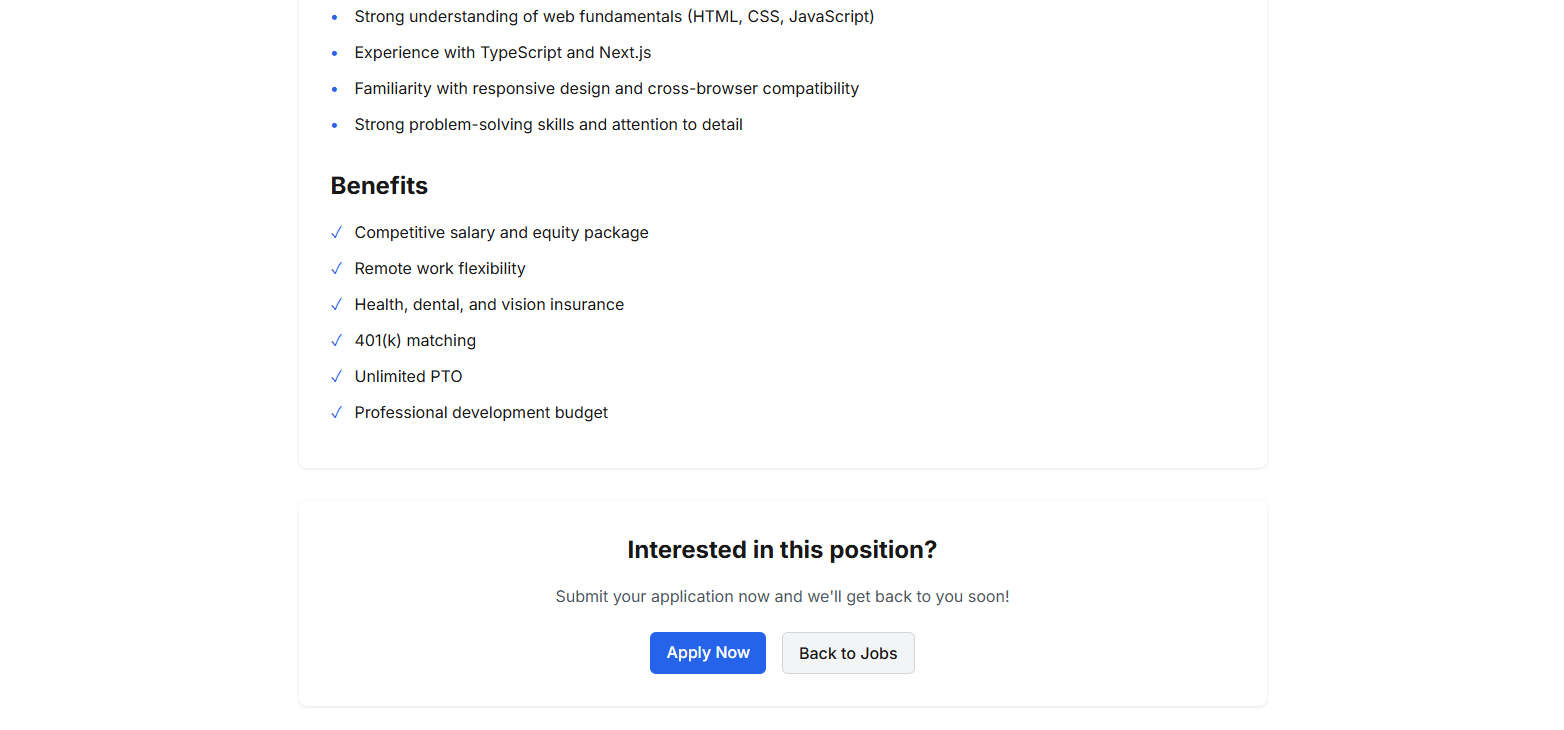 • Strong understanding of web fundamentals (HTML, CSS, JavaScript)
• Experience with TypeScript and Next.js
• Familiarity with responsive design and cross-browser compatibility
• Strong problem-solving skills and attention to detail
Benefits
✓ Competitive salary and equity package
✓ Remote work flexibility
✓ Health, dental, and vision insurance
✓ 401(k) matching
✓ Unlimited PTO
✓ Professional development budget
Interested in this position?
Submit your application now and we'll get back to you soon!
Apply Now
Back to Jobs